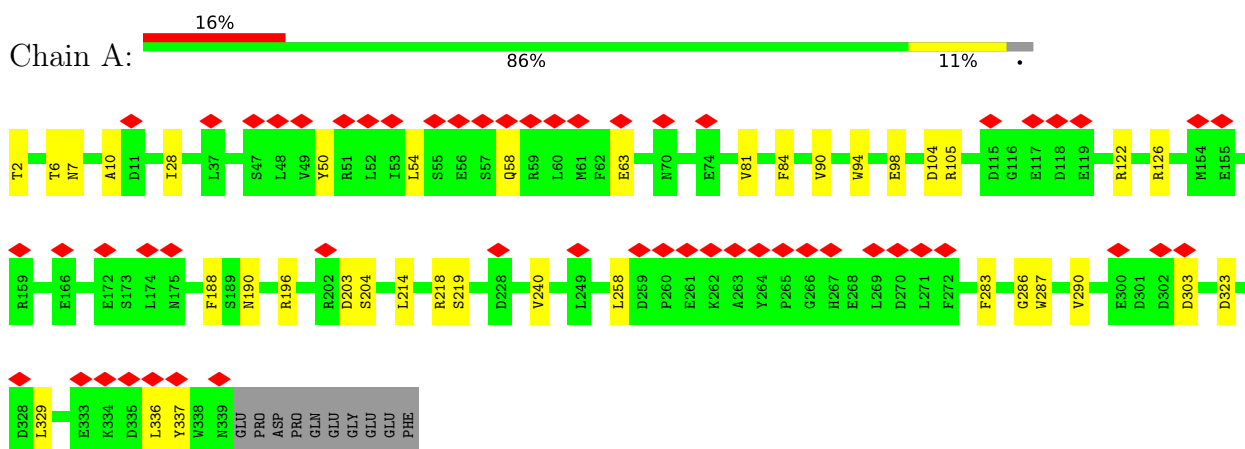 16%
Chain A:
86% 11% •
T2 T6 N7 A10 D11 I28 L37 S47 L48 V49 Y50 R51 L52 I53 L54 S55 E56 S57 Q58 R59 L60 M61 F62 E63 N70 E74 V81 F84 V90 W94 E98 D104 R105 D115 G116 E117 D118 E119 R122 R126 M154 E155
R159 E166 E172 S173 L174 N175 F188 S189 N190 R196 R202 D203 S204 L214 R218 S219 D228 V240 L249 L258 D259 P260 E261 K262 A263 Y264 P265 G266 H267 E268 L269 D270 L271 F272 F283 G286 W287 V290 E300 D301 D302 D303 D323
D328 L329 E333 K334 D335 L336 Y337 W338 N339 GLU PRO ASP PRO GLN GLU GLY GLU GLU PHE